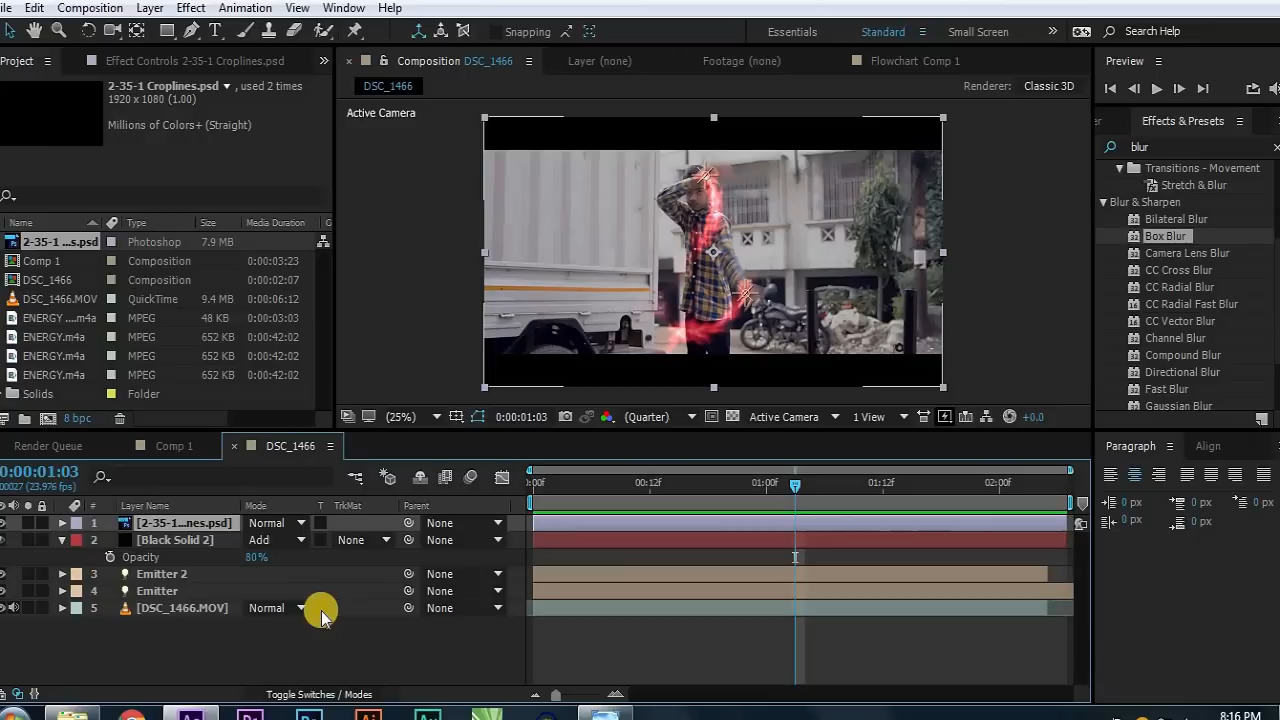 ile Edit Composition Layer Effect Animation View Window Help
Snapping Essentials Standard Small Screen Search Help
Project Effect Controls 2-35-1 Croplines.psd Composition DSC_1466 Layer (none) Footage (none) Flowchart Comp 1 Preview
2-35-1 Croplines.psd , used 2 times
1920 x 1080 (1.00)
Millions of Colors+ (Straight)
DSC_1466 Renderer: Classic 3D
Active Camera
Effects & Presets
blur
Transitions - Movement
Stretch & Blur
Blur & Sharpen
Bilateral Blur
Box Blur
Camera Lens Blur
CC Cross Blur
CC Radial Blur
CC Radial Fast Blur
CC Vector Blur
Channel Blur
Compound Blur
Directional Blur
Fast Blur
Gaussian Blur
Name Type Size Media Duration
2-35-1 ...s.psd Photoshop 7.9 MB
Comp 1 Composition 0:00:03:23
DSC_1466 Composition 0:00:02:07
DSC_1466.MOV QuickTime 9.4 MB 0:00:06:12
ENERGY ....m4a MPEG 48 KB 0:00:03:03
ENERGY.m4a MPEG 652 KB 0:00:42:02
ENERGY.m4a MPEG 652 KB 0:00:42:02
ENERGY.m4a MPEG 652 KB 0:00:42:02
Solids Folder
8 bpc
(25%) 0:00:01:03 (Quarter) Active Camera 1 View +0.0
Render Queue Comp 1 DSC_1466
Paragraph Align
0:00:01:03
00027 (23.976 fps)
:00f 00:12f 01:00f 01:12f 02:00f
# Layer Name Mode T TrkMat Parent
1 [2-35-1...nes.psd] Normal None
2 [Black Solid 2] Add None None
Opacity 80%
3 Emitter 2 None
4 Emitter None
5 [DSC_1466.MOV] Normal None
0 px 0 px 0 px
0 px 0 px
Toggle Switches / Modes
8:16 PM